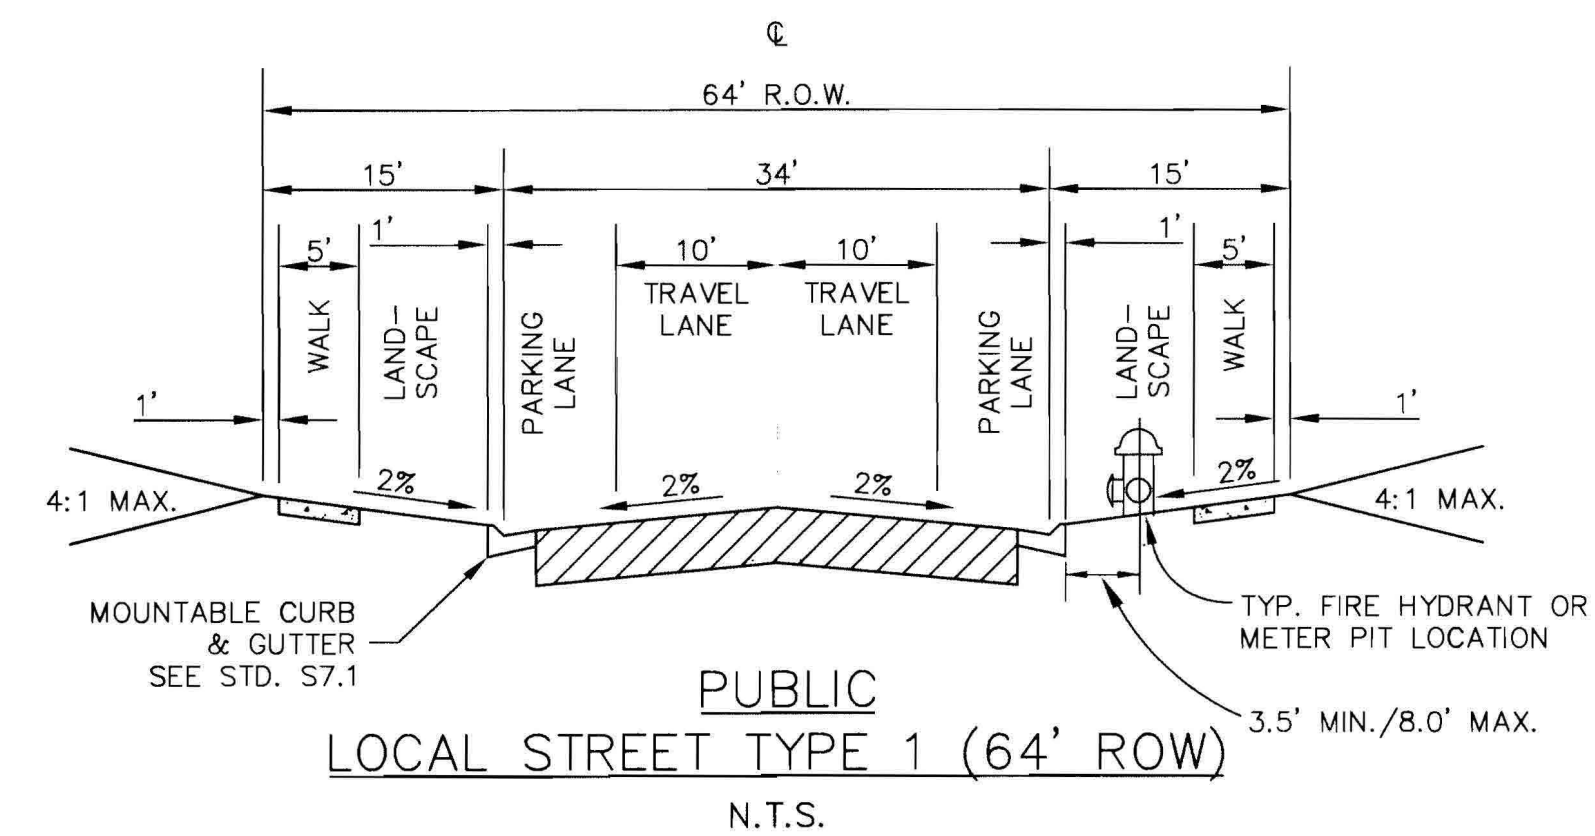 ℄
64' R.O.W.
15'
34'
15'
1'
1'
5'
10'
10'
5'
WALK
LAND-
SCAPE
PARKING
LANE
TRAVEL
LANE
TRAVEL
LANE
PARKING
LANE
LAND-
SCAPE
WALK
1'
1'
4:1 MAX.
2%
2%
2%
2%
4:1 MAX.
MOUNTABLE CURB
& GUTTER
SEE STD. S7.1
TYP. FIRE HYDRANT OR
METER PIT LOCATION
3.5' MIN./8.0' MAX.
PUBLIC
LOCAL STREET TYPE 1 (64' ROW)
N.T.S.